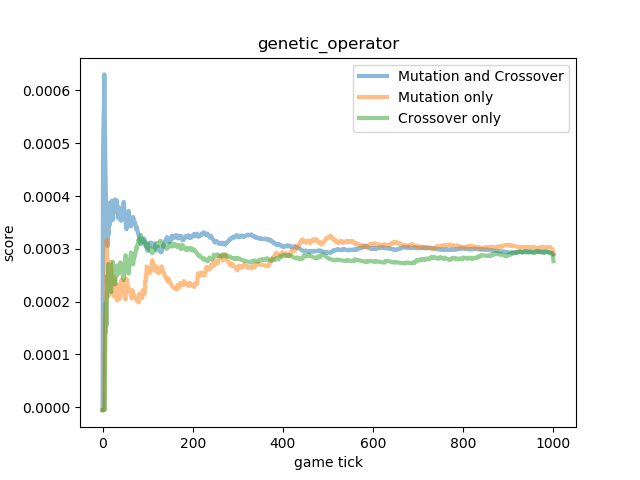 genetic_operator
Mutation and Crossover
Mutation only
Crossover only
0.0006
0.0005
0.0004
0.0003
0.0002
0.0001
0.0000
score
0 200 400 600 800 1000
game tick